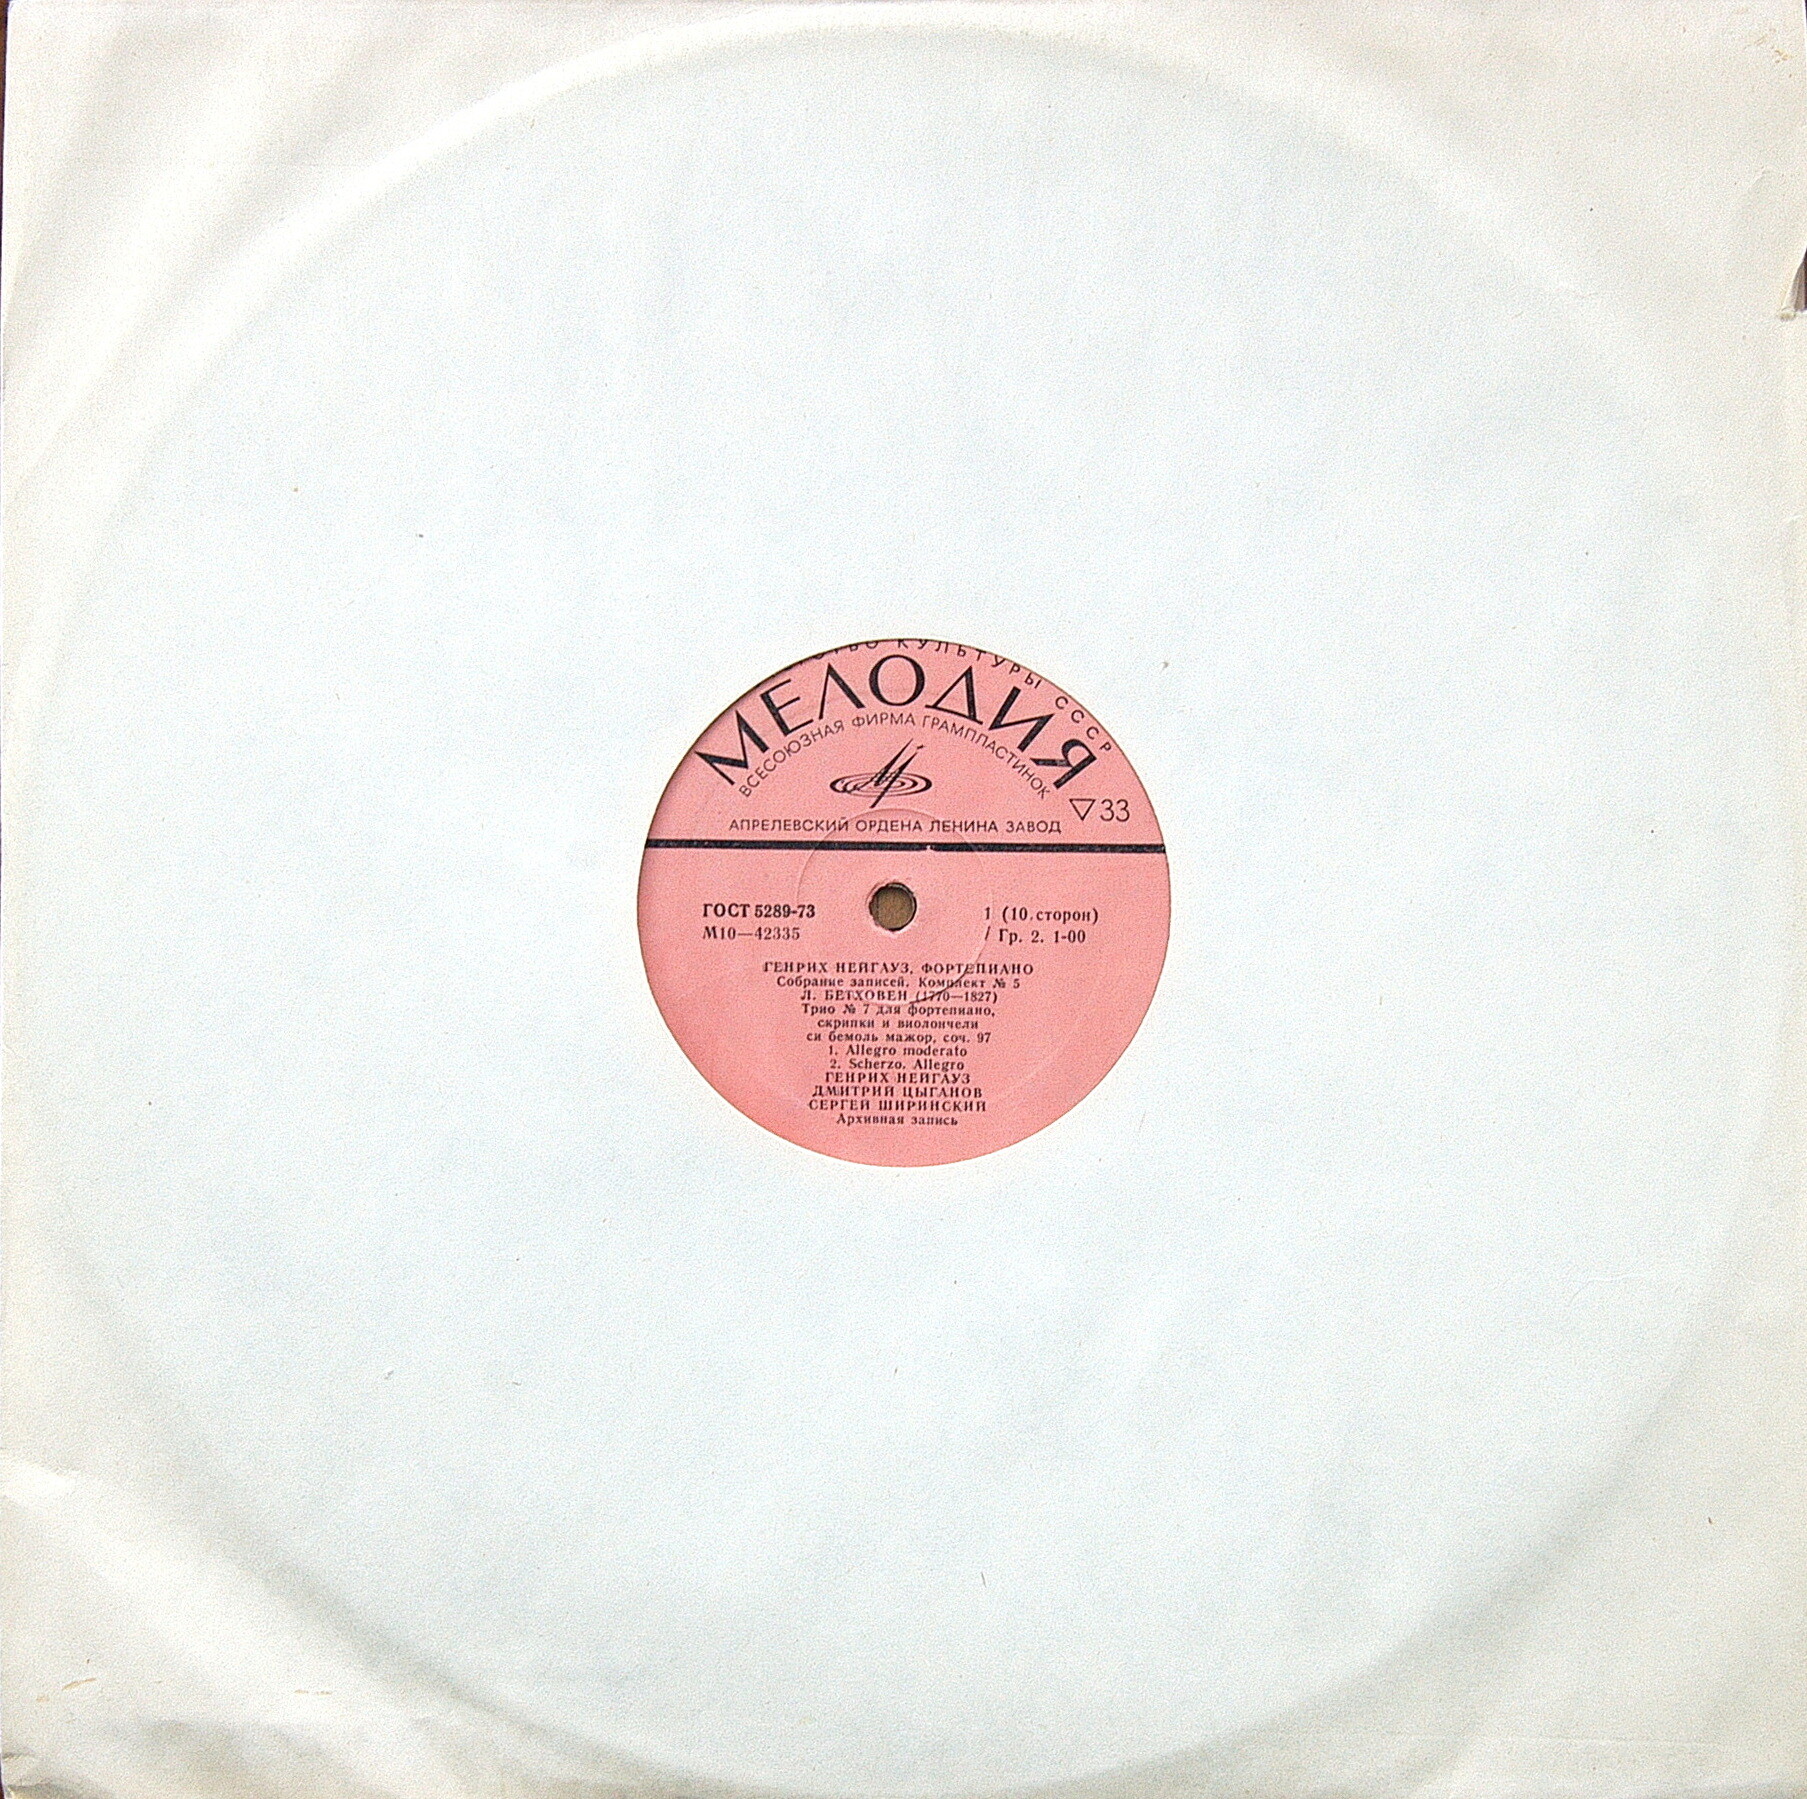 СТВО КУЛЬТУРЫ СССР
МЕЛОДИЯ
ВСЕСОЮЗНАЯ ФИРМА ГРАМПЛАСТИНОК
33
АПРЕЛЕВСКИЙ ОРДЕНА ЛЕНИНА ЗАВОД
ГОСТ 5289-73
М10—42335
1 (10 сторон)
/ Гр. 2. 1-00
ГЕНРИХ НЕЙГАУЗ, ФОРТЕПИАНО
Собрание записей. Комплект № 5
Л. БЕТХОВЕН (1770—1827)
Трио № 7 для фортепиано,
скрипки и виолончели
си бемоль мажор, соч. 97
1. Allegro moderato
2. Scherzo. Allegro
ГЕНРИХ НЕЙГАУЗ
ДМИТРИЙ ЦЫГАНОВ
СЕРГЕЙ ШИРИНСКИЙ
Архивная запись